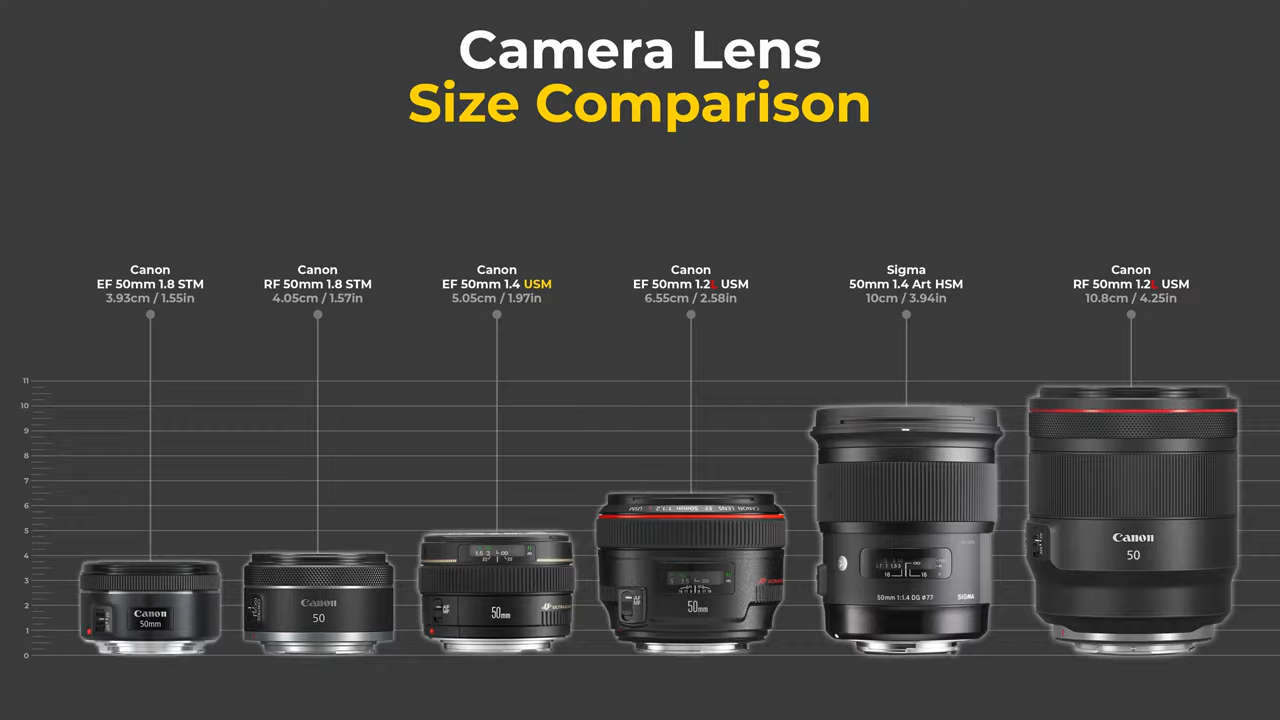 Camera Lens
Size Comparison
Canon
EF 50mm 1.8 STM
3.93cm / 1.55in
Canon
RF 50mm 1.8 STM
4.05cm / 1.57in
Canon
EF 50mm 1.4 USM
5.05cm / 1.97in
Canon
EF 50mm 1.2L USM
6.55cm / 2.58in
Sigma
50mm 1.4 Art HSM
10cm / 3.94in
Canon
RF 50mm 1.2L USM
10.8cm / 4.25in
11
10
9
8
7
6
5
4
3
2
1
0
Canon
50mm
Canon
50
AF
50mm
AF
MF
50mm
50mm 1:1.4 DG ⌀77
SIGMA
Canon
50